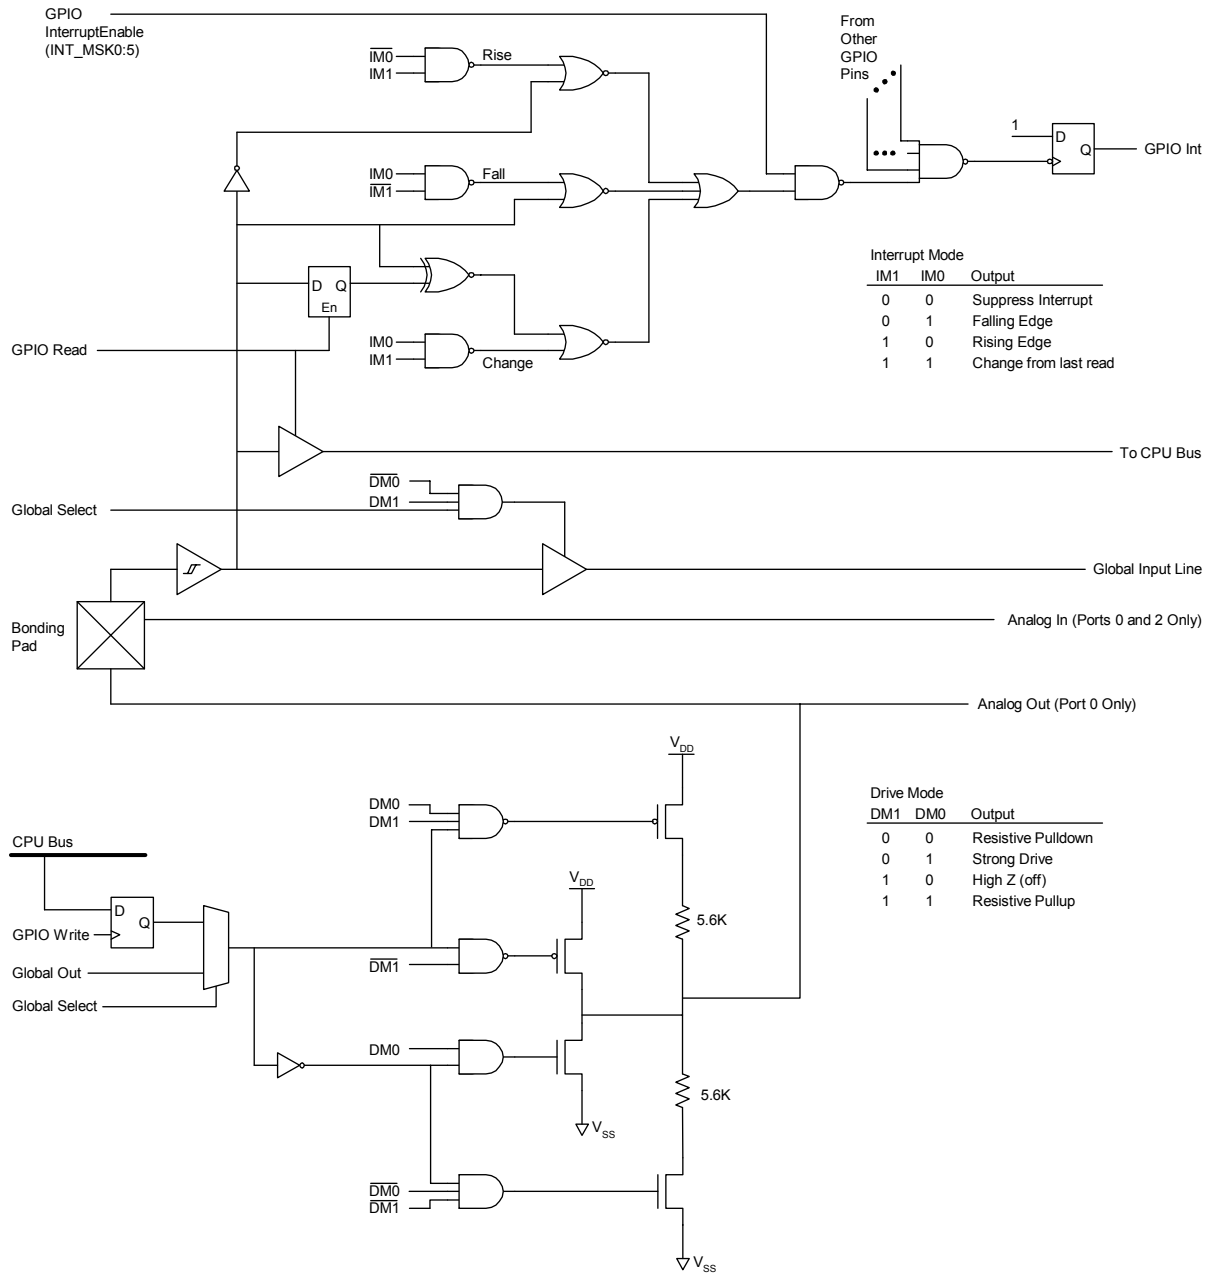 GPIO
InterruptEnable
(INT_MSK0:5)
From
Other
GPIO
Pins
IM0
IM1
Rise
1
D
Q
GPIO Int
IM0
IM1
Fall
Interrupt Mode
IM1 IM0 Output
0 0 Suppress Interrupt
0 1 Falling Edge
1 0 Rising Edge
1 1 Change from last read
D Q
En
GPIO Read
IM0
IM1
Change
To CPU Bus
DM0
DM1
Global Select
Global Input Line
Bonding
Pad
Analog In (Ports 0 and 2 Only)
Analog Out (Port 0 Only)
VDD
DM0
DM1
Drive Mode
DM1 DM0 Output
0 0 Resistive Pulldown
0 1 Strong Drive
1 0 High Z (off)
1 1 Resistive Pullup
CPU Bus
VDD
D
Q
5.6K
GPIO Write
DM1
Global Out
Global Select
DM0
5.6K
VSS
DM0
DM1
VSS